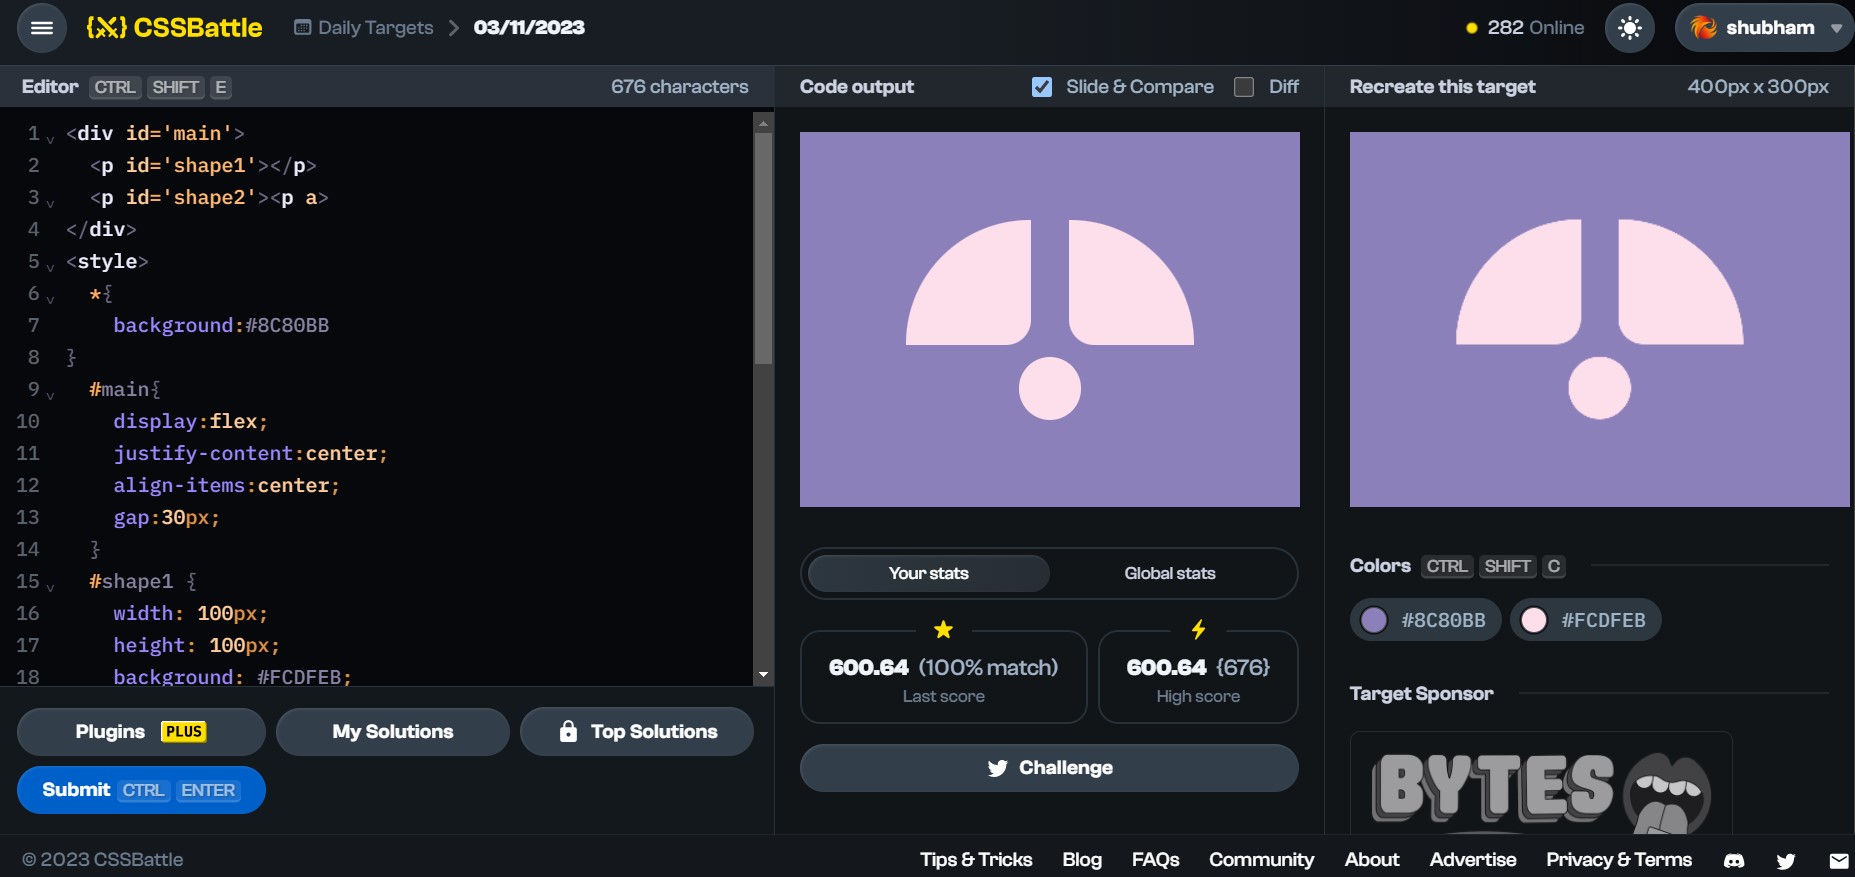 {X} CSSBattle
Daily Targets > 03/11/2023
282 Online
shubham
Editor CTRL SHIFT E
676 characters
1 <div id='main'>
2 <p id='shape1'></p>
3 <p id='shape2'><p a>
4 </div>
5 <style>
6 *{
7 background:#8C80BB
8 }
9 #main{
10 display:flex;
11 justify-content:center;
12 align-items:center;
13 gap:30px;
14 }
15 #shape1 {
16 width: 100px;
17 height: 100px;
18 background: #FCDFEB;
Plugins PLUS
My Solutions
Top Solutions
Submit CTRL ENTER
Code output
Slide & Compare
Diff
Your stats
Global stats
600.64 (100% match)
Last score
600.64 {676}
High score
Challenge
Recreate this target
400px x 300px
Colors CTRL SHIFT C
#8C80BB
#FCDFEB
Target Sponsor
BYTES
© 2023 CSSBattle
Tips & Tricks
Blog
FAQs
Community
About
Advertise
Privacy & Terms